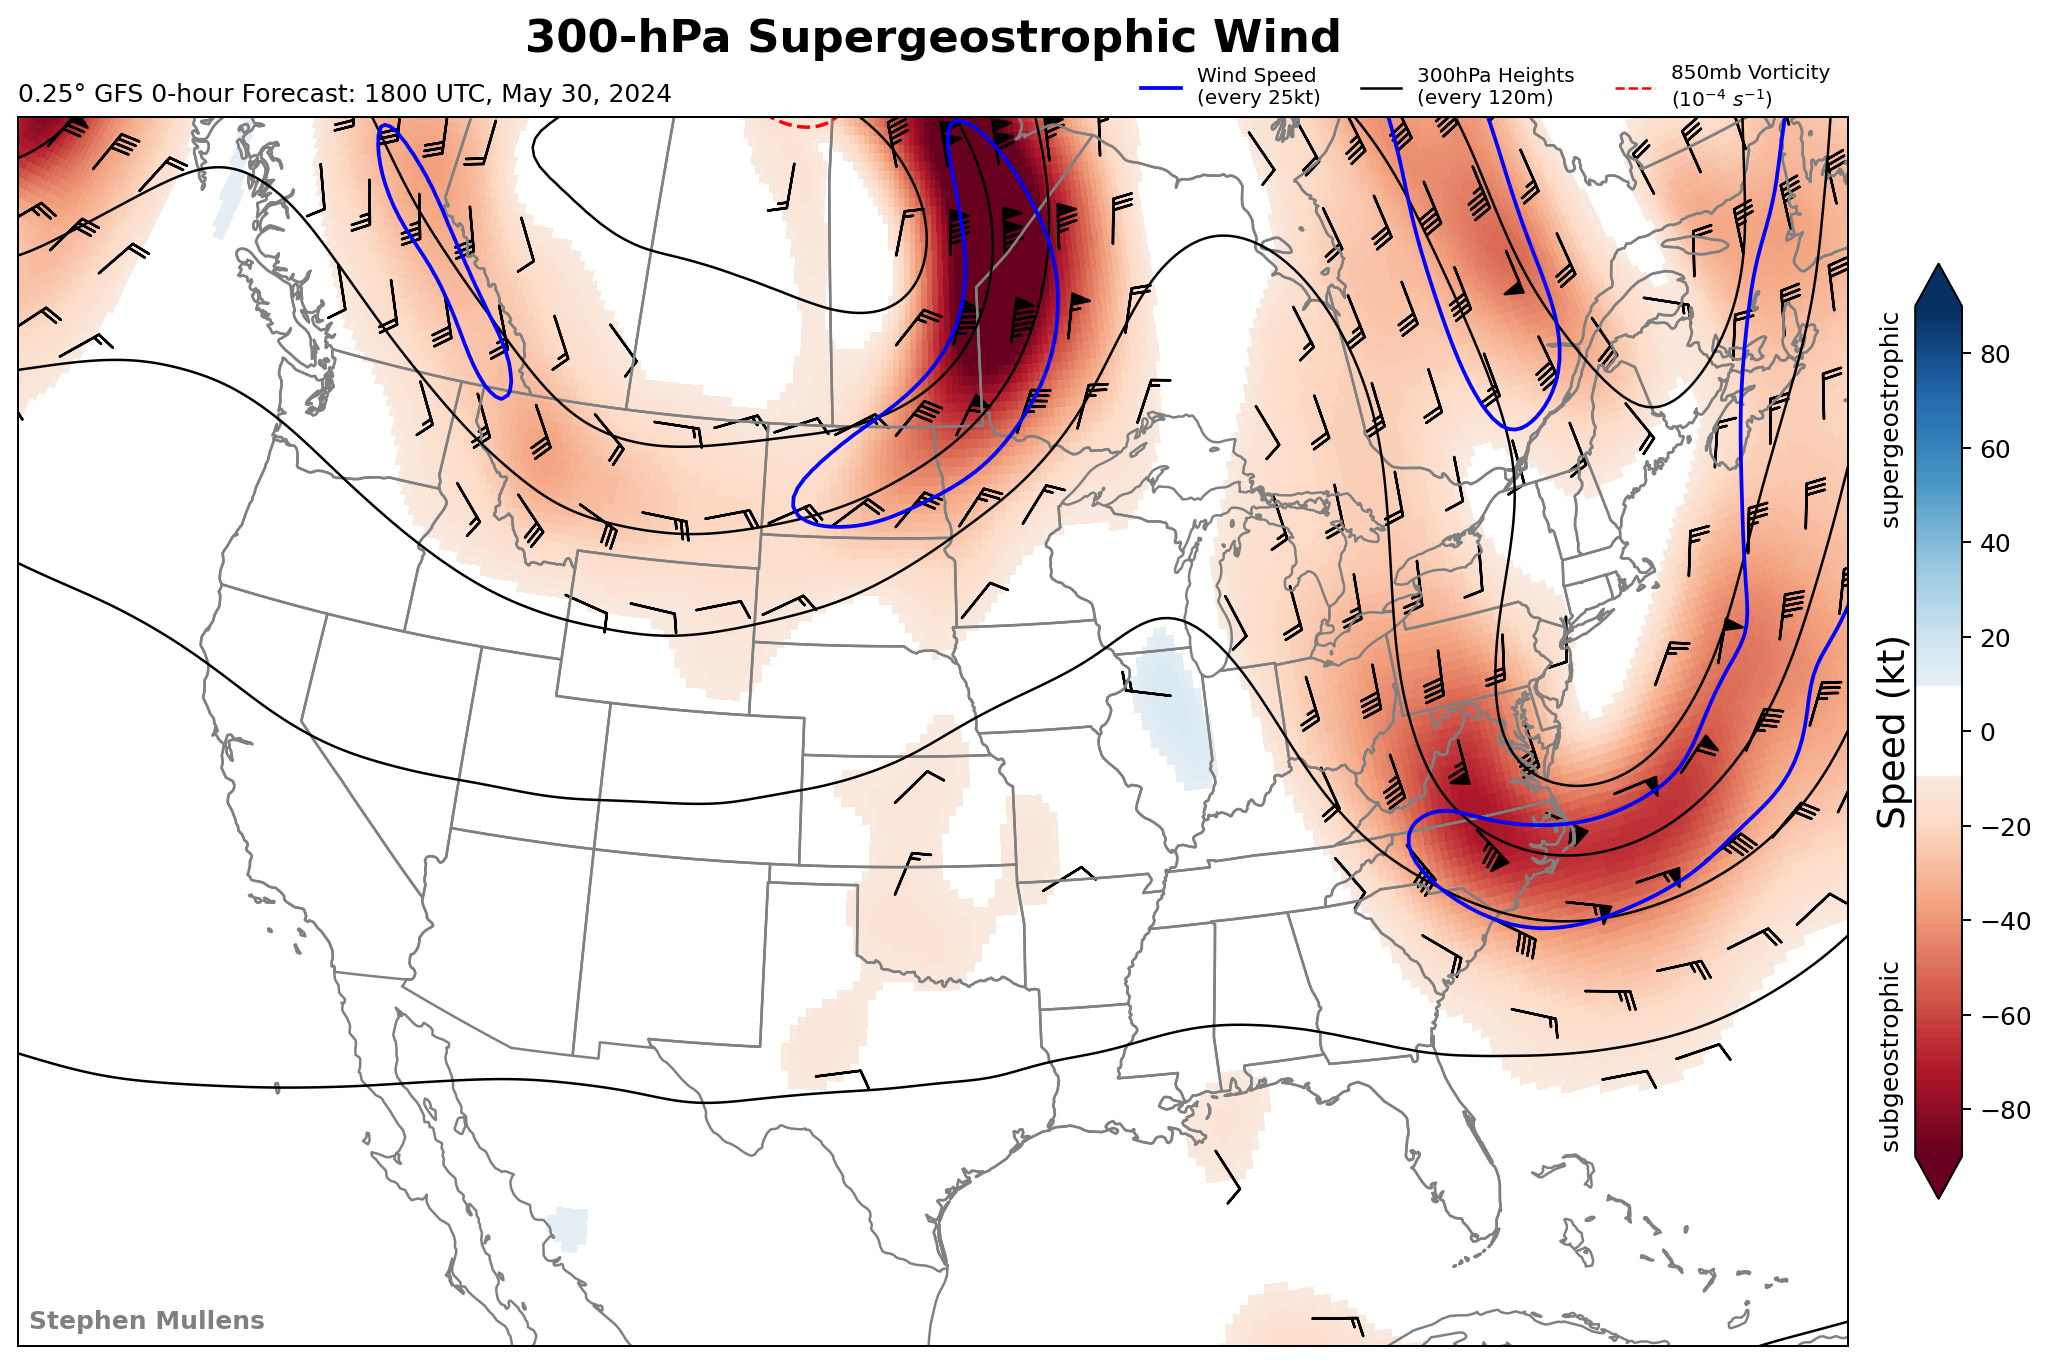 300-hPa Supergeostrophic Wind
0.25° GFS 0-hour Forecast: 1800 UTC, May 30, 2024
Wind Speed
(every 25kt)
300hPa Heights
(every 120m)
850mb Vorticity
(10⁻⁴ s⁻¹)
supergeostrophic
Speed (kt)
subgeostrophic
80
60
40
20
0
−20
−40
−60
−80
Stephen Mullens